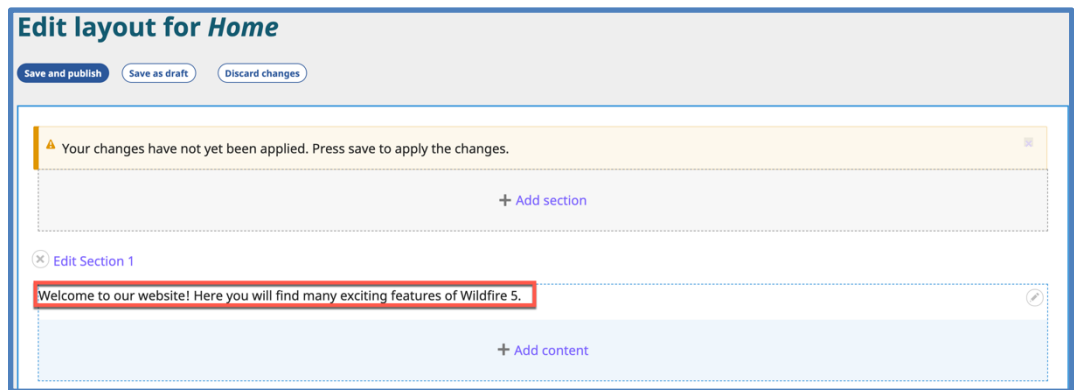 Edit layout for Home
Save and publish Save as draft Discard changes
Your changes have not yet been applied. Press save to apply the changes.
+ Add section
Edit Section 1
Welcome to our website! Here you will find many exciting features of Wildfire 5.
+ Add content